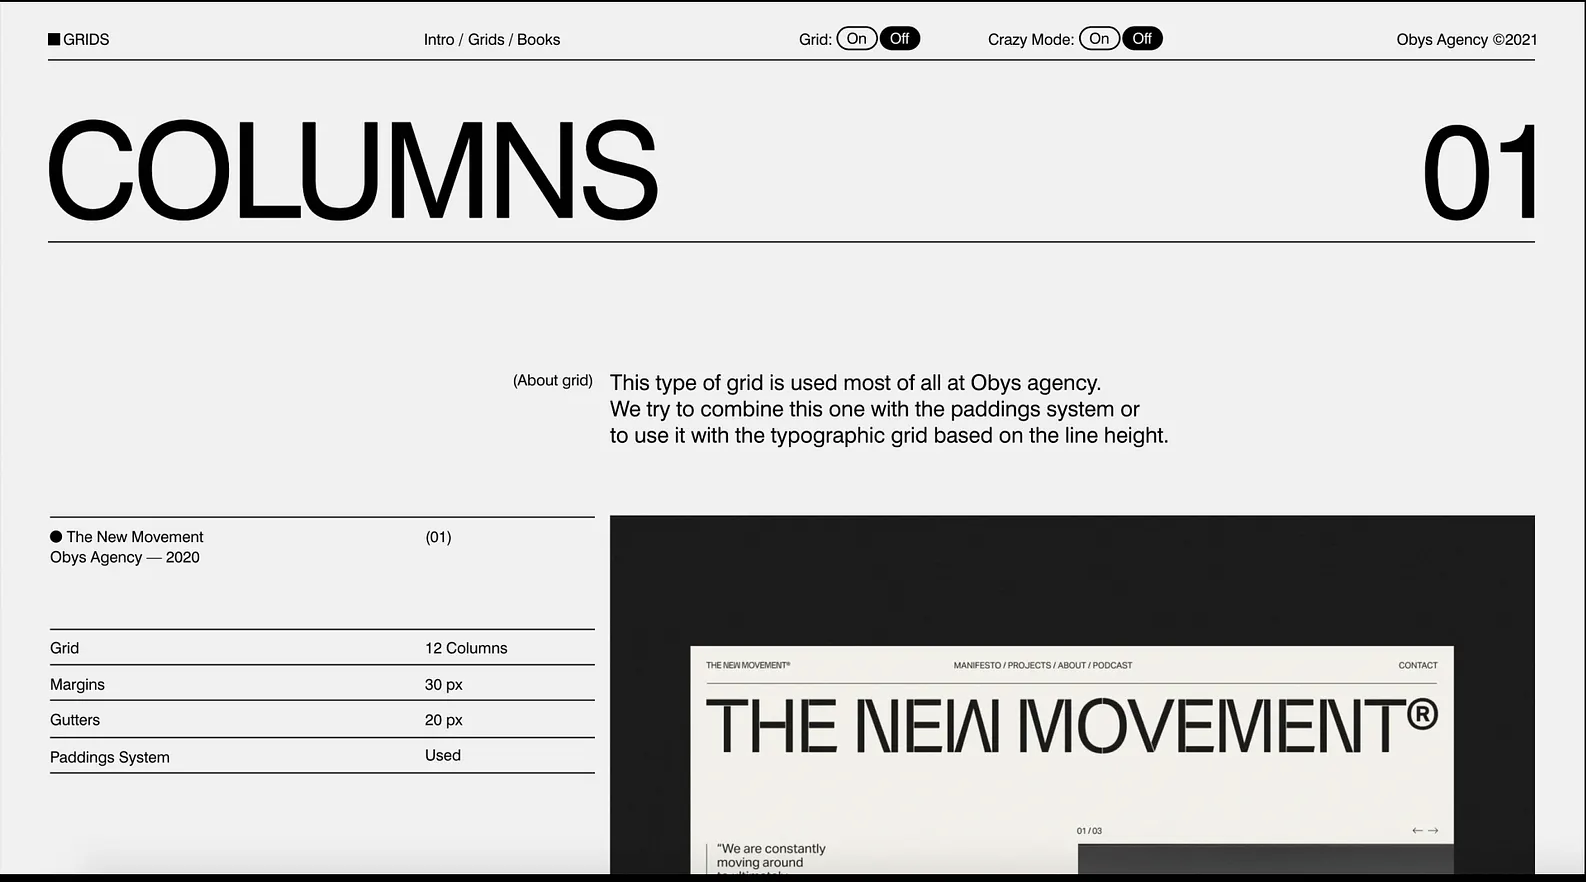 GRIDS
Intro / Grids / Books
Grid: On Off
Crazy Mode: On Off
Obys Agency ©2021
COLUMNS
01
(About grid)
This type of grid is used most of all at Obys agency.
We try to combine this one with the paddings system or
to use it with the typographic grid based on the line height.
The New Movement
Obys Agency — 2020
(01)
Grid 12 Columns
Margins 30 px
Gutters 20 px
Paddings System Used
THE NEW MOVEMENT®
MANIFESTO / PROJECTS / ABOUT / PODCAST
CONTACT
THE NEW MOVEMENT®
01 / 03
← →
“We are constantly
moving around